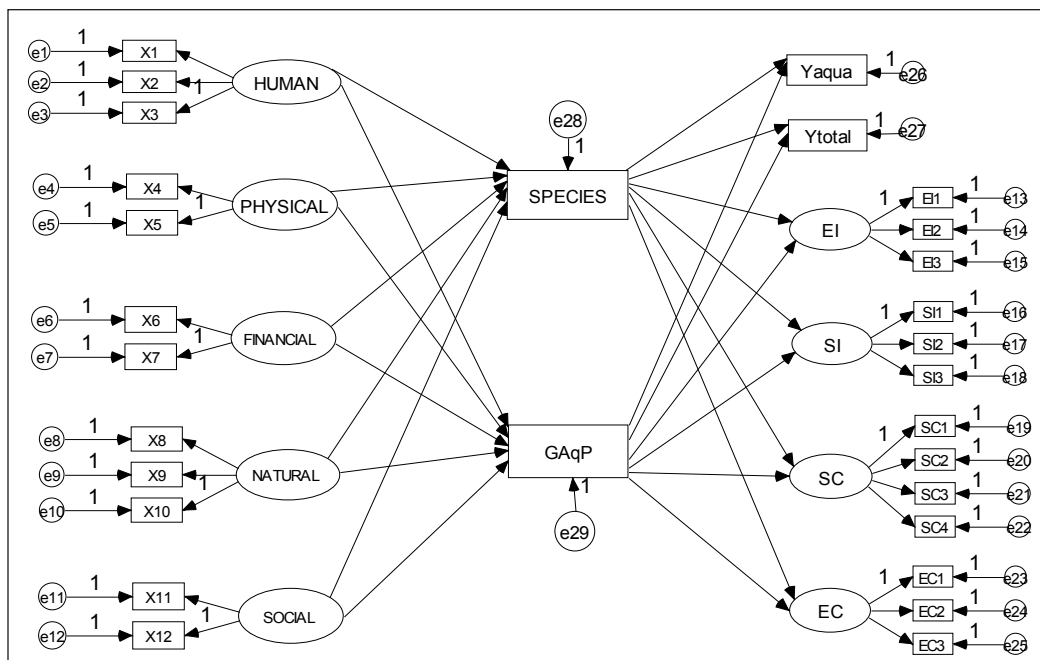 e1 1 X1
e2 1 X2
e3 1 X3
1
HUMAN
e4 1 X4
e5 1 X5
1
PHYSICAL
e6 1 X6
e7 1 X7
1
FINANCIAL
e8 1 X8
e9 1 X9
e10 1 X10
1
NATURAL
e11 1 X11
e12 1 X12
1
SOCIAL
e28
1
SPECIES
GAqP
1
e29
Yaqua 1 e26
Ytotal 1 e27
EI
1 EI1 1 e13
EI2 1 e14
EI3 1 e15
SI
1 SI1 1 e16
SI2 1 e17
SI3 1 e18
SC
1 SC1 1 e19
SC2 1 e20
SC3 1 e21
SC4 1 e22
EC
1 EC1 1 e23
EC2 1 e24
EC3 1 e25